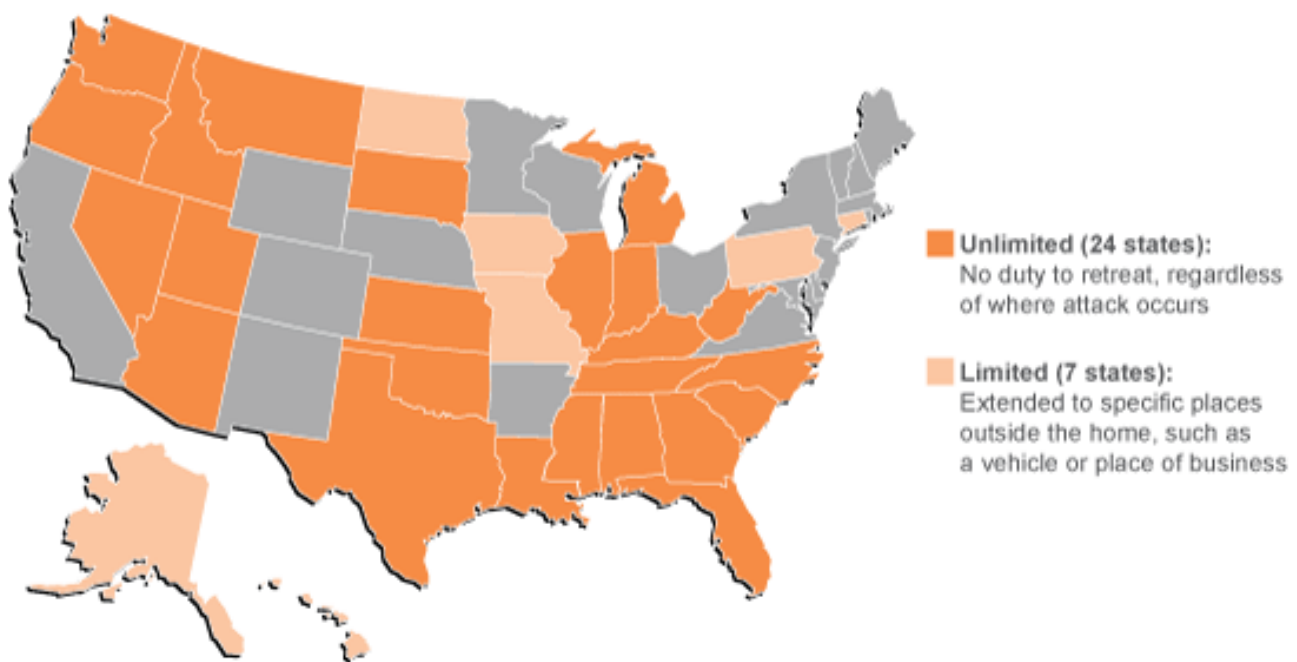 Unlimited (24 states):
No duty to retreat, regardless
of where attack occurs
Limited (7 states):
Extended to specific places
outside the home, such as
a vehicle or place of business